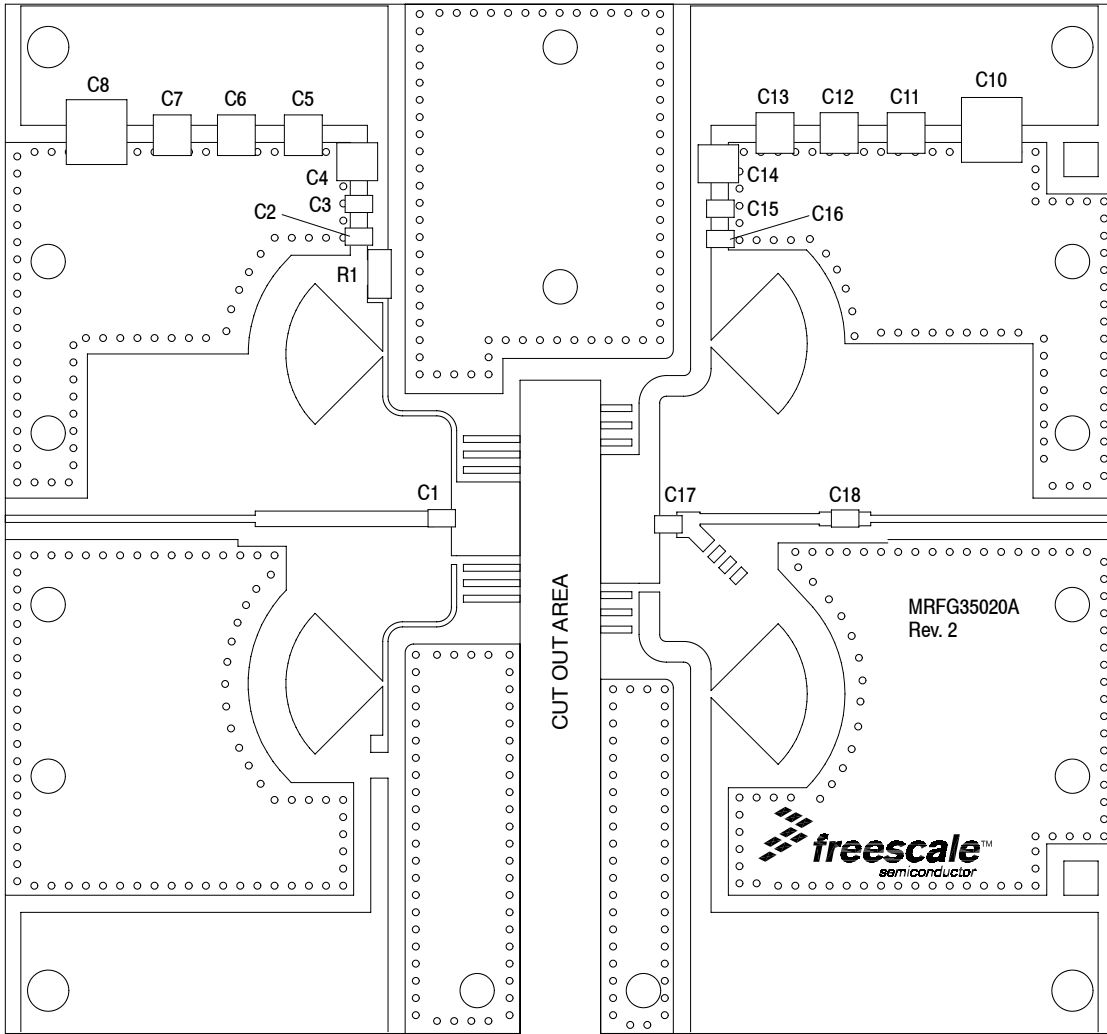 C8
C7
C6
C5
C4
C3
C2
R1
C13
C12
C11
C10
C14
C15
C16
C1
C17
C18
CUT OUT AREA
MRFG35020A
Rev. 2
freescale™
semiconductor